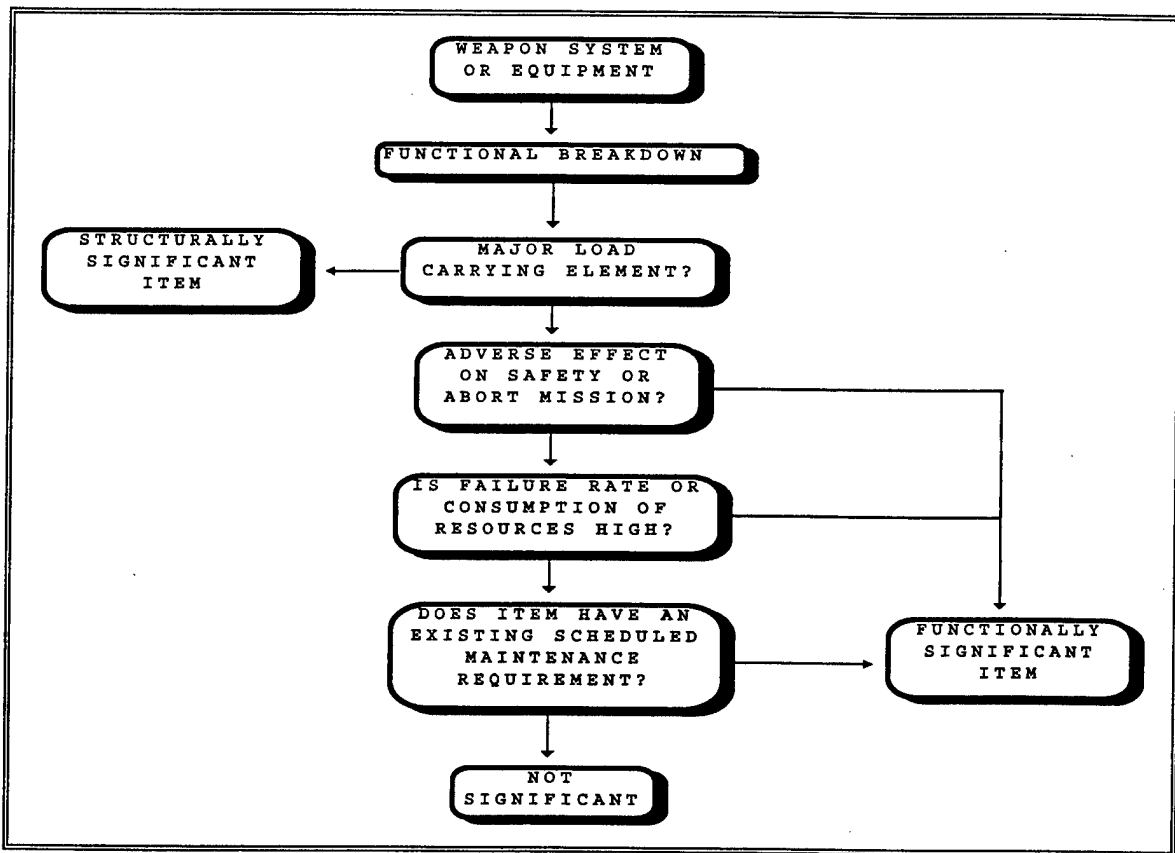 WEAPON SYSTEM
OR EQUIPMENT
FUNCTIONAL BREAKDOWN
STRUCTURALLY
SIGNIFICANT
ITEM
MAJOR LOAD
CARRYING ELEMENT?
ADVERSE EFFECT
ON SAFETY OR
ABORT MISSION?
IS FAILURE RATE OR
CONSUMPTION OF
RESOURCES HIGH?
DOES ITEM HAVE AN
EXISTING SCHEDULED
MAINTENANCE
REQUIREMENT?
FUNCTIONALLY
SIGNIFICANT
ITEM
NOT
SIGNIFICANT